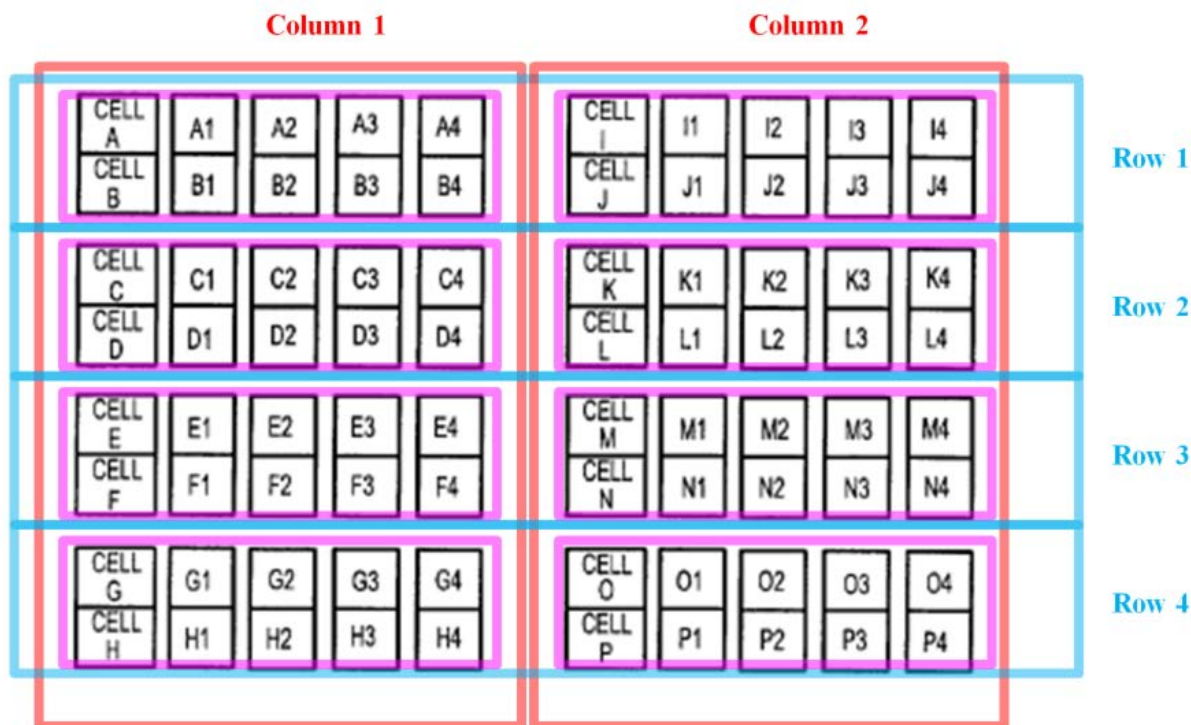 Column 1 Column 2
CELL A A1 A2 A3 A4 CELL I I1 I2 I3 I4
CELL B B1 B2 B3 B4 CELL J J1 J2 J3 J4
Row 1
CELL C C1 C2 C3 C4 CELL K K1 K2 K3 K4
CELL D D1 D2 D3 D4 CELL L L1 L2 L3 L4
Row 2
CELL E E1 E2 E3 E4 CELL M M1 M2 M3 M4
CELL F F1 F2 F3 F4 CELL N N1 N2 N3 N4
Row 3
CELL G G1 G2 G3 G4 CELL O O1 O2 O3 O4
CELL H H1 H2 H3 H4 CELL P P1 P2 P3 P4
Row 4